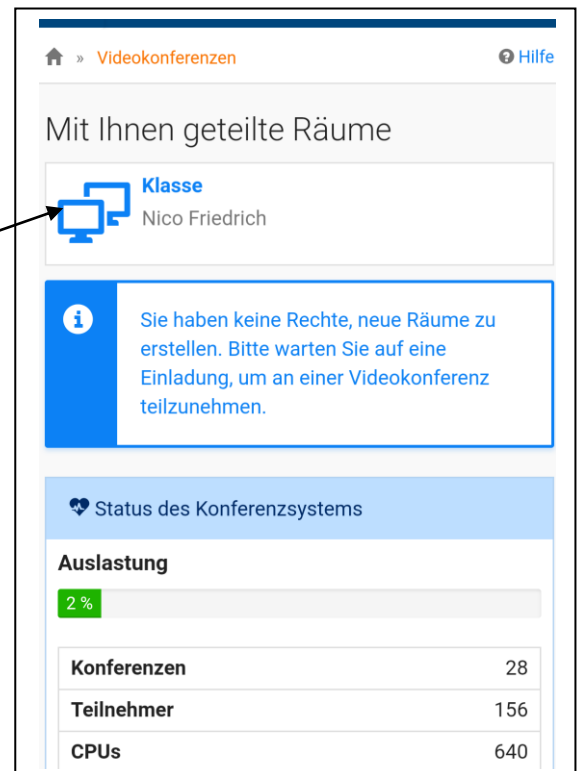 » Videokonferenzen Hilfe
Mit Ihnen geteilte Räume
Klasse
Nico Friedrich
Sie haben keine Rechte, neue Räume zu
erstellen. Bitte warten Sie auf eine
Einladung, um an einer Videokonferenz
teilzunehmen.
Status des Konferenzsystems
Auslastung
2 %
Konferenzen 28
Teilnehmer 156
CPUs 640